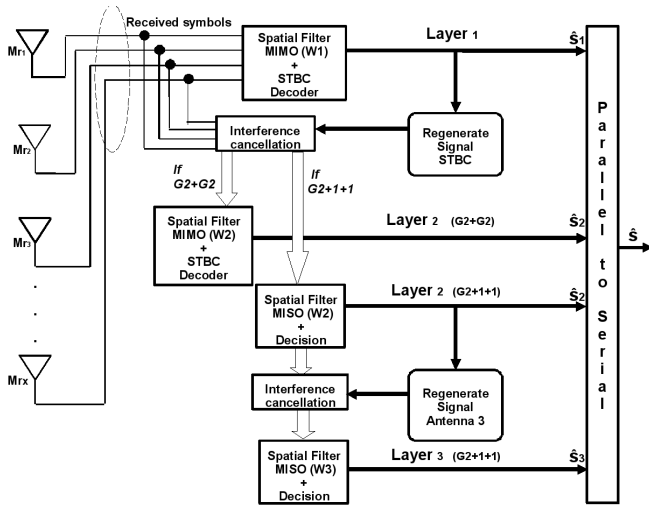 Received symbols
Mr1
Mr2
Mr3
.
.
.
Mrx
Spatial Filter
MIMO (W1)
+
STBC
Decoder
Layer 1
ŝ1
Interference
cancellation
Regenerate
Signal
STBC
If
G2+G2
If
G2+1+1
Spatial Filter
MIMO (W2)
+
STBC
Decoder
Layer 2 (G2+G2)
ŝ2
Spatial Filter
MISO (W2)
+
Decision
Layer 2 (G2+1+1)
ŝ2
Interference
cancellation
Regenerate
Signal
Antenna 3
Spatial Filter
MISO (W3)
+
Decision
Layer 3 (G2+1+1)
ŝ3
Parallel to Serial
ŝ